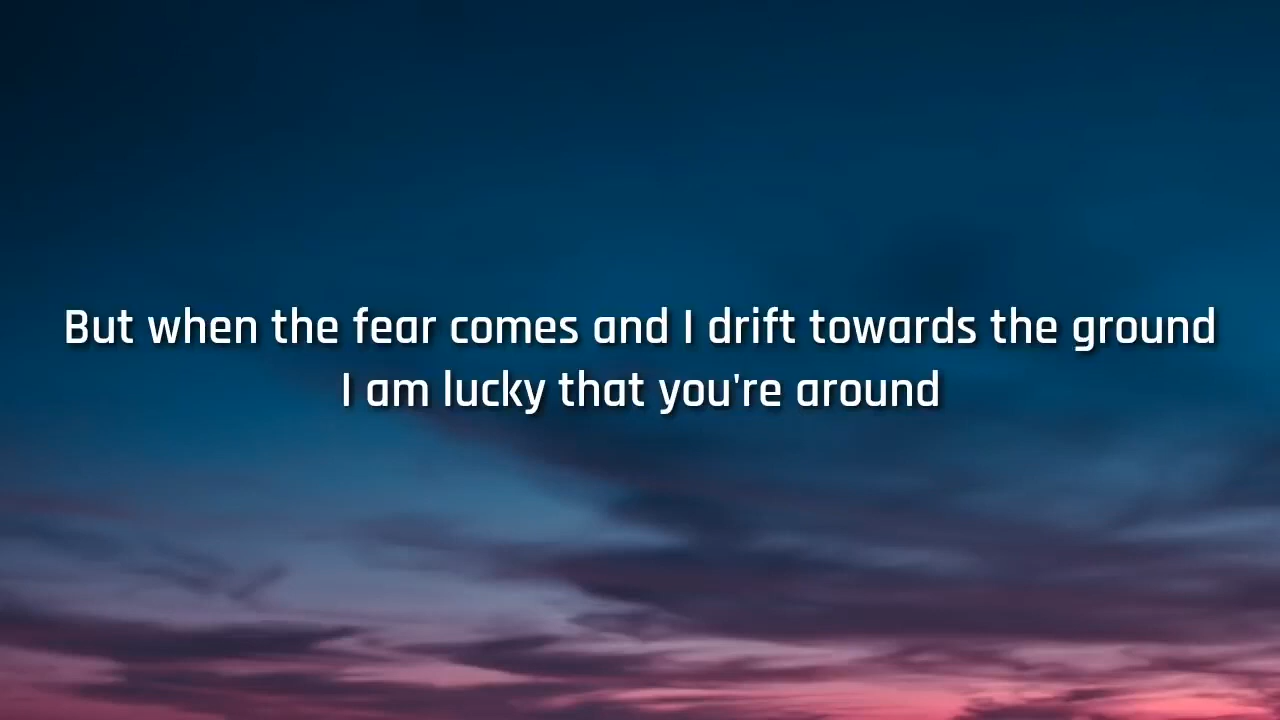 But when the fear comes and I drift towards the ground
I am lucky that you're around